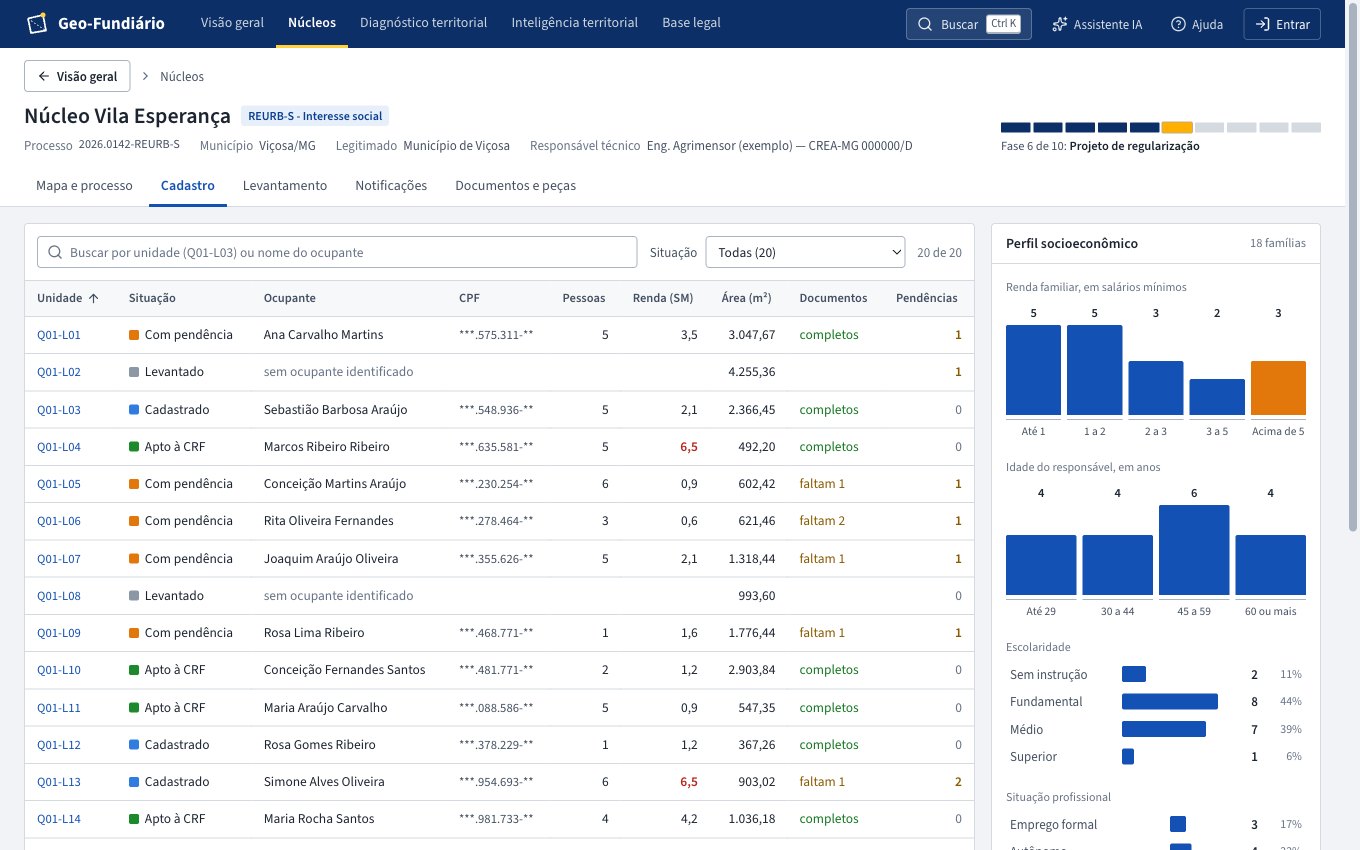 Geo-Fundiário Visão geral Núcleos Diagnóstico territorial Inteligência territorial Base legal Buscar Ctrl K Assistente IA Ajuda Entrar
Visão geral Núcleos
Núcleo Vila Esperança REURB-S - Interesse social
Processo 2026.0142-REURB-S Município Viçosa/MG Legitimado Município de Viçosa Responsável técnico Eng. Agrimensor (exemplo) — CREA-MG 000000/D
Fase 6 de 10: Projeto de regularização
Mapa e processo Cadastro Levantamento Notificações Documentos e peças
Buscar por unidade (Q01-L03) ou nome do ocupante Situação Todas (20) 20 de 20
Unidade Situação Ocupante CPF Pessoas Renda (SM) Área (m²) Documentos Pendências
Q01-L01 Com pendência Ana Carvalho Martins ***.575.311-** 5 3,5 3.047,67 completos 1
Q01-L02 Levantado sem ocupante identificado 4.255,36 1
Q01-L03 Cadastrado Sebastião Barbosa Araújo ***.548.936-** 5 2,1 2.366,45 completos 0
Q01-L04 Apto à CRF Marcos Ribeiro Ribeiro ***.635.581-** 5 6,5 492,20 completos 0
Q01-L05 Com pendência Conceição Martins Araújo ***.230.254-** 6 0,9 602,42 faltam 1 1
Q01-L06 Com pendência Rita Oliveira Fernandes ***.278.464-** 3 0,6 621,46 faltam 2 1
Q01-L07 Com pendência Joaquim Araújo Oliveira ***.355.626-** 5 2,1 1.318,44 faltam 1 1
Q01-L08 Levantado sem ocupante identificado 993,60 0
Q01-L09 Com pendência Rosa Lima Ribeiro ***.468.771-** 1 1,6 1.776,44 faltam 1 1
Q01-L10 Apto à CRF Conceição Fernandes Santos ***.481.771-** 2 1,2 2.903,84 completos 0
Q01-L11 Apto à CRF Maria Araújo Carvalho ***.088.586-** 5 0,9 547,35 completos 0
Q01-L12 Cadastrado Rosa Gomes Ribeiro ***.378.229-** 1 1,2 367,26 completos 0
Q01-L13 Cadastrado Simone Alves Oliveira ***.954.693-** 6 6,5 903,02 faltam 1 2
Q01-L14 Apto à CRF Maria Rocha Santos ***.981.733-** 4 4,2 1.036,18 completos 0
Perfil socioeconômico 18 famílias
Renda familiar, em salários mínimos
5 5 3 2 3
Até 1 1 a 2 2 a 3 3 a 5 Acima de 5
Idade do responsável, em anos
4 4 6 4
Até 29 30 a 44 45 a 59 60 ou mais
Escolaridade
Sem instrução 2 11%
Fundamental 8 44%
Médio 7 39%
Superior 1 6%
Situação profissional
Emprego formal 3 17%